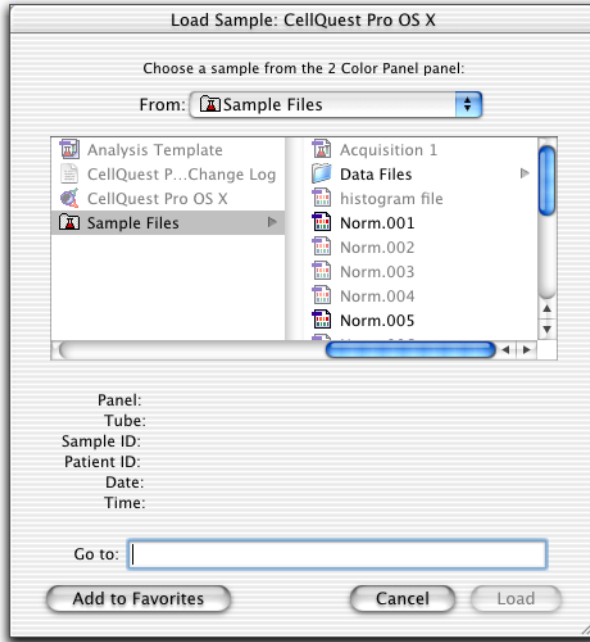 Load Sample: CellQuest Pro OS X
Choose a sample from the 2 Color Panel panel:
From: Sample Files
Analysis Template
CellQuest P...Change Log
CellQuest Pro OS X
Sample Files
Acquisition 1
Data Files
histogram file
Norm.001
Norm.002
Norm.003
Norm.004
Norm.005
Panel:
Tube:
Sample ID:
Patient ID:
Date:
Time:
Go to:
Add to Favorites
Cancel
Load